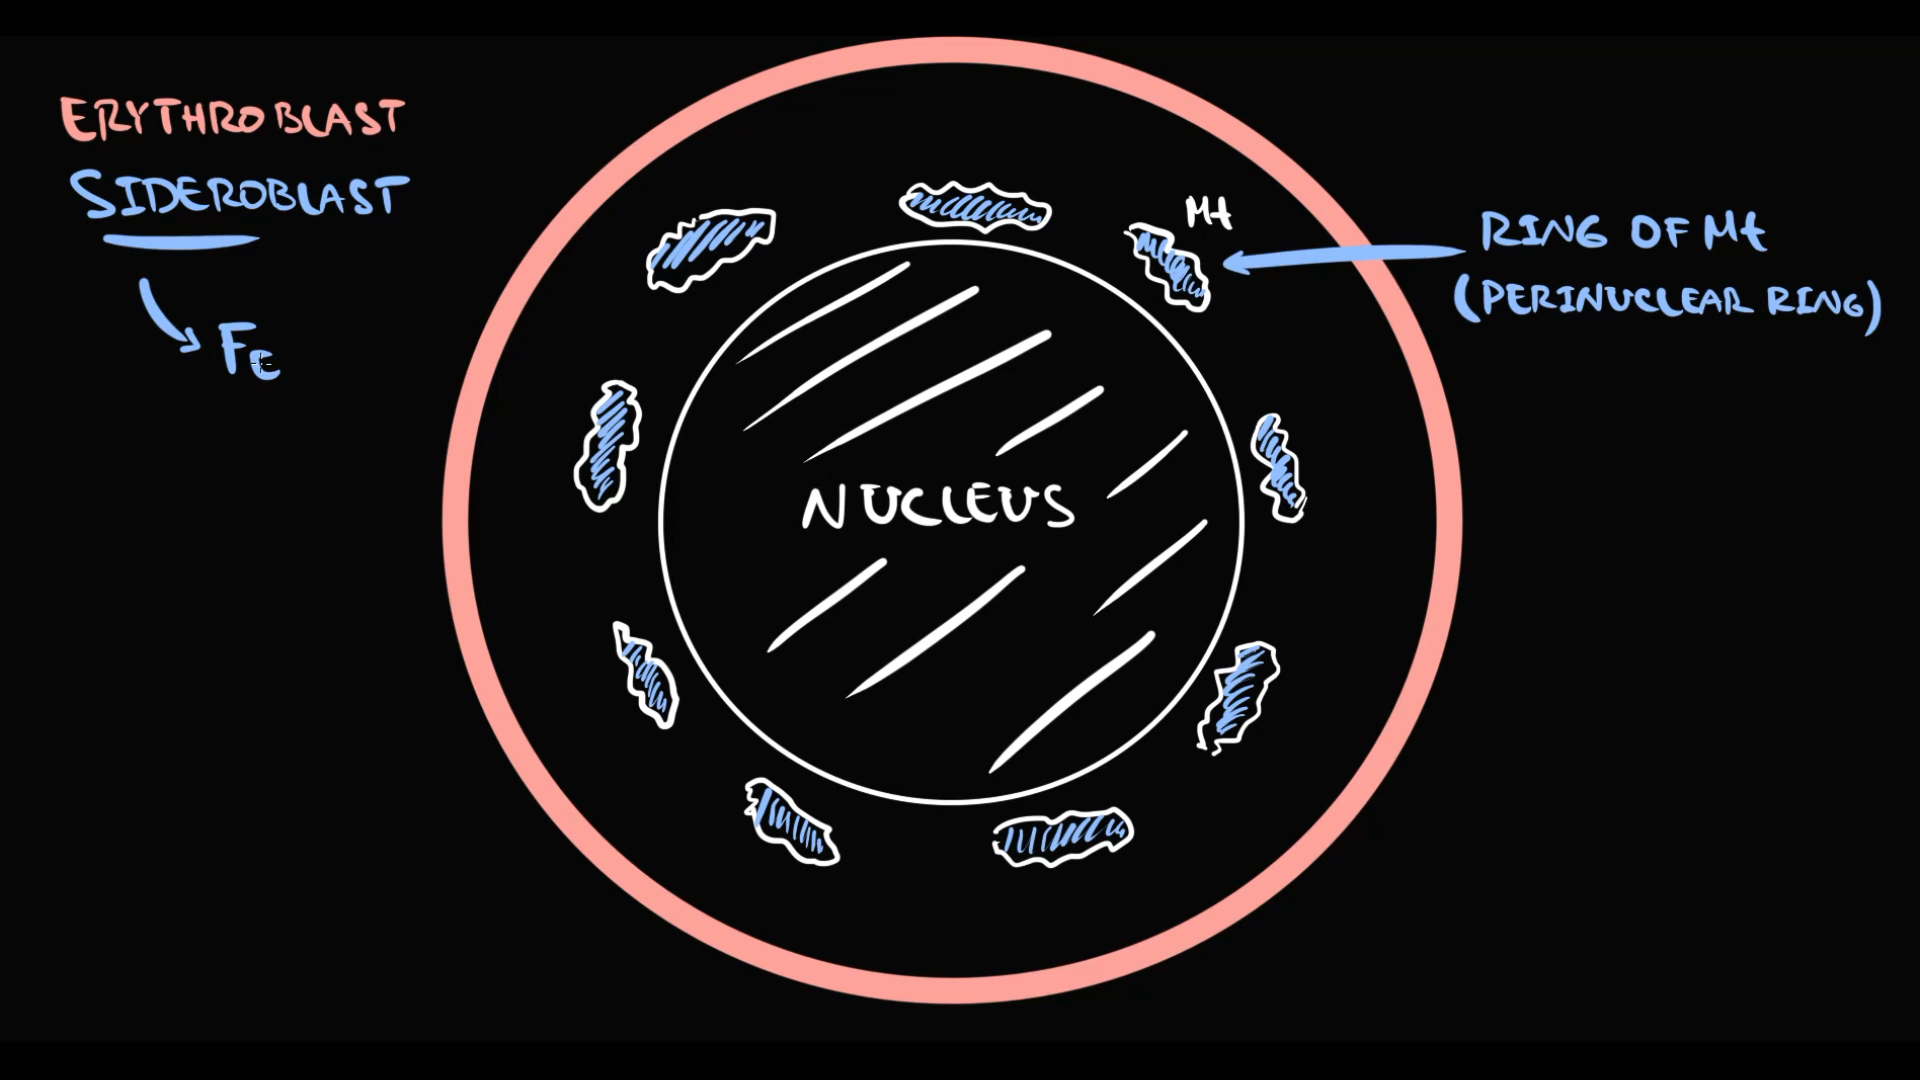 ERYTHROBLAST
SIDEROBLAST
Fe
Mt
RING OF Mt
(PERINUCLEAR RING)
NUCLEUS